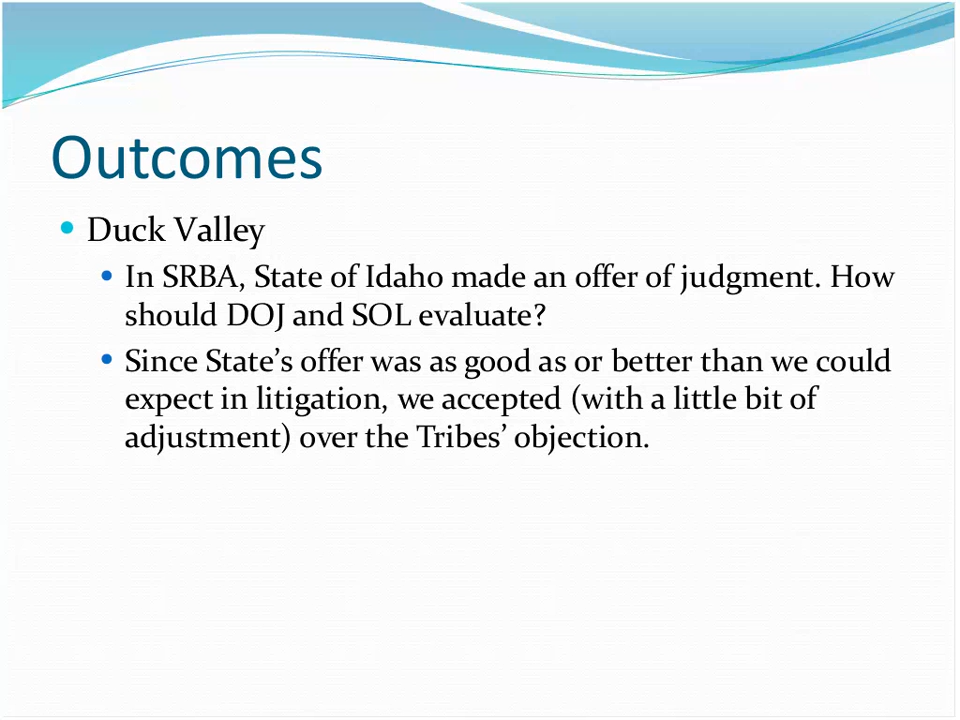 Outcomes
Duck Valley
In SRBA, State of Idaho made an offer of judgment. How
should DOJ and SOL evaluate?
Since State’s offer was as good as or better than we could
expect in litigation, we accepted (with a little bit of
adjustment) over the Tribes’ objection.